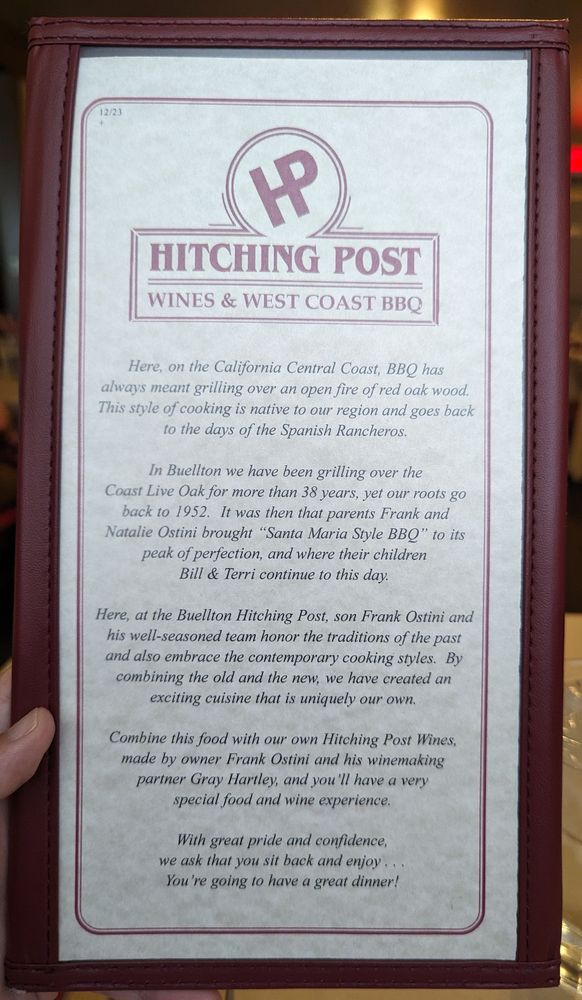 12/23
+
HP
HITCHING POST
WINES & WEST COAST BBQ
Here, on the California Central Coast, BBQ has
always meant grilling over an open fire of red oak wood.
This style of cooking is native to our region and goes back
to the days of the Spanish Rancheros.
In Buellton we have been grilling over the
Coast Live Oak for more than 38 years, yet our roots go
back to 1952.  It was then that parents Frank and
Natalie Ostini brought “Santa Maria Style BBQ” to its
peak of perfection, and where their children
Bill & Terri continue to this day.
Here, at the Buellton Hitching Post, son Frank Ostini and
his well-seasoned team honor the traditions of the past
and also embrace the contemporary cooking styles.  By
combining the old and the new, we have created an
exciting cuisine that is uniquely our own.
Combine this food with our own Hitching Post Wines,
made by owner Frank Ostini and his winemaking
partner Gray Hartley, and you'll have a very
special food and wine experience.
With great pride and confidence,
we ask that you sit back and enjoy . . .
You're going to have a great dinner!